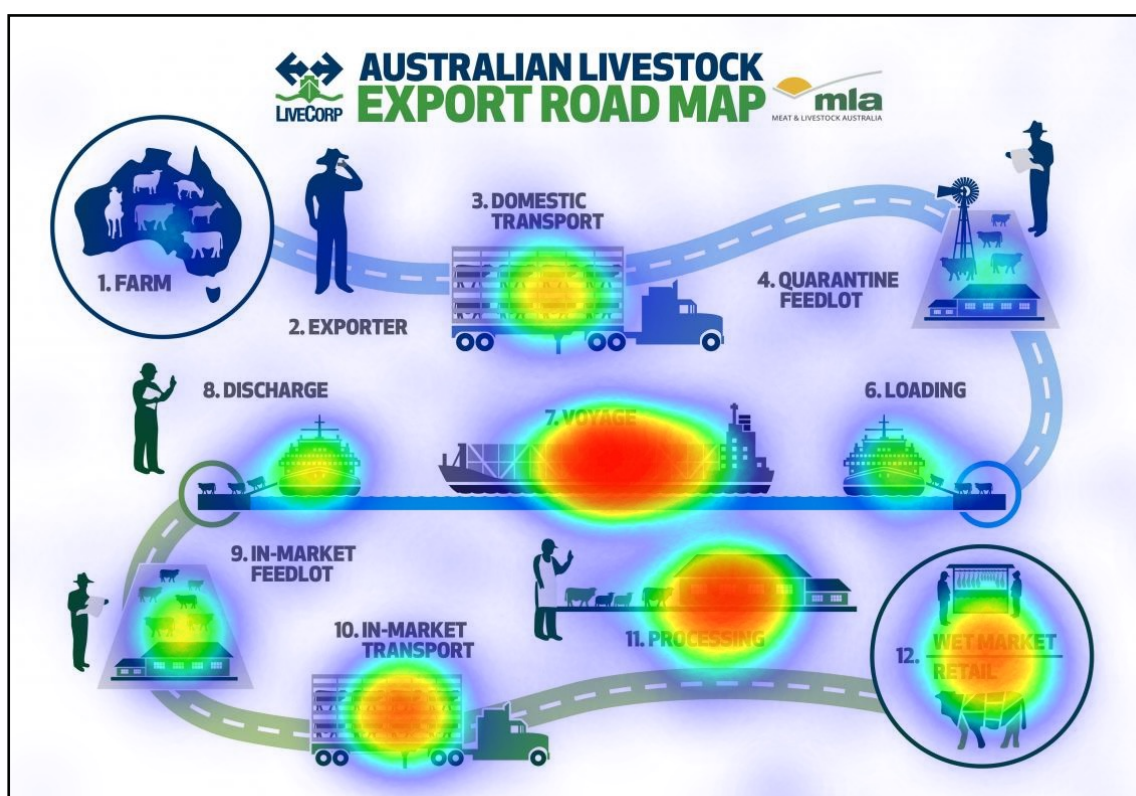 AUSTRALIAN LIVESTOCK
EXPORT ROAD MAP
LIVECORP
mla
MEAT & LIVESTOCK AUSTRALIA
1. FARM
2. EXPORTER
3. DOMESTIC
TRANSPORT
4. QUARANTINE
FEEDLOT
6. LOADING
7. VOYAGE
8. DISCHARGE
9. IN-MARKET
FEEDLOT
10. IN-MARKET
TRANSPORT
11. PROCESSING
12. WET MARKET
RETAIL